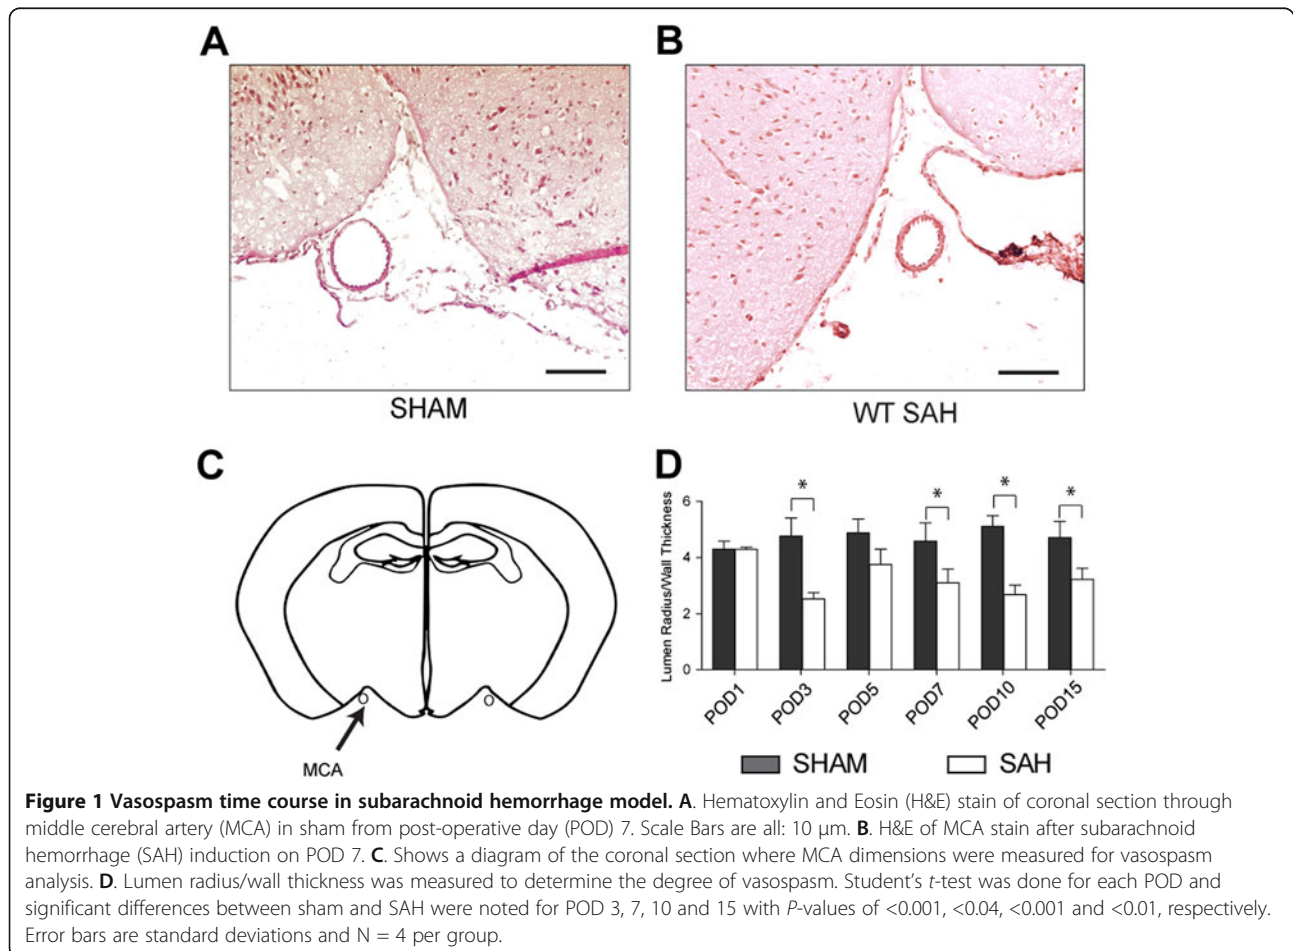 A
B
SHAM
WT SAH
C
D
MCA
Lumen Radius/Wall Thickness
6
4
2
0
*
*
*
*
POD1
POD3
POD5
POD7
POD10
POD15
SHAM
SAH
Figure 1 Vasospasm time course in subarachnoid hemorrhage model. A. Hematoxylin and Eosin (H&E) stain of coronal section through
middle cerebral artery (MCA) in sham from post-operative day (POD) 7. Scale Bars are all: 10 μm. B. H&E of MCA stain after subarachnoid
hemorrhage (SAH) induction on POD 7. C. Shows a diagram of the coronal section where MCA dimensions were measured for vasospasm
analysis. D. Lumen radius/wall thickness was measured to determine the degree of vasospasm. Student's t-test was done for each POD and
significant differences between sham and SAH were noted for POD 3, 7, 10 and 15 with P-values of <0.001, <0.04, <0.001 and <0.01, respectively.
Error bars are standard deviations and N = 4 per group.